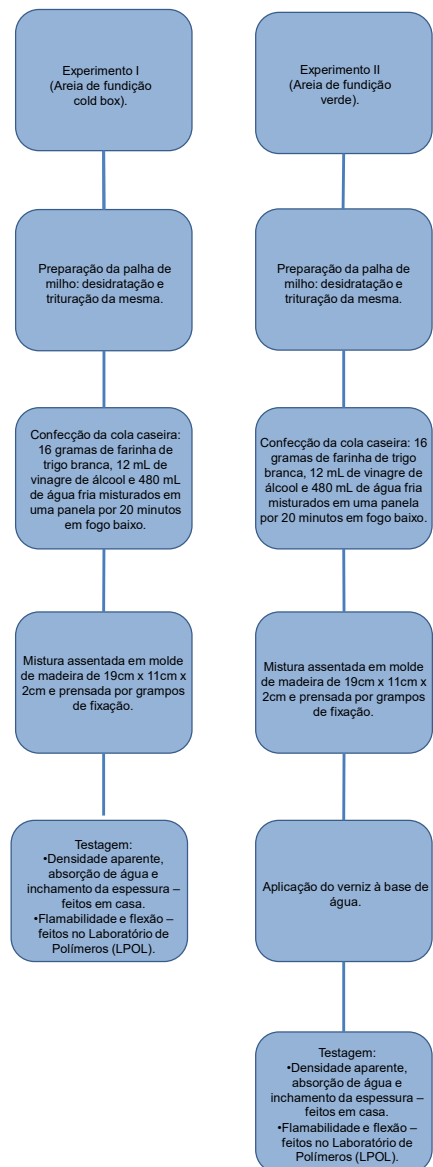 Experimento I
(Areia de fundição
cold box).
Preparação da palha de
milho: desidratação e
trituração da mesma.
Confecção da cola caseira:
16 gramas de farinha de
trigo branca, 12 mL de
vinagre de álcool e 480 mL
de água fria misturados em
uma panela por 20 minutos
em fogo baixo.
Mistura assentada em molde
de madeira de 19cm x 11cm x
2cm e prensada por grampos
de fixação.
Testagem:
•Densidade aparente,
absorção de água e
inchamento da espessura –
feitos em casa.
•Flamabilidade e flexão –
feitos no Laboratório de
Polímeros (LPOL).
Experimento II
(Areia de fundição
verde).
Preparação da palha de
milho: desidratação e
trituração da mesma.
Confecção da cola caseira: 16
gramas de farinha de trigo
branca, 12 mL de vinagre de
álcool e 480 mL de água fria
misturados em uma panela
por 20 minutos em fogo baixo.
Mistura assentada em molde
de madeira de 19cm x 11cm x
2cm e prensada por grampos
de fixação.
Aplicação do verniz à base de
água.
Testagem:
•Densidade aparente,
absorção de água e
inchamento da espessura –
feitos em casa.
•Flamabilidade e flexão –
feitos no Laboratório de
Polímeros (LPOL).